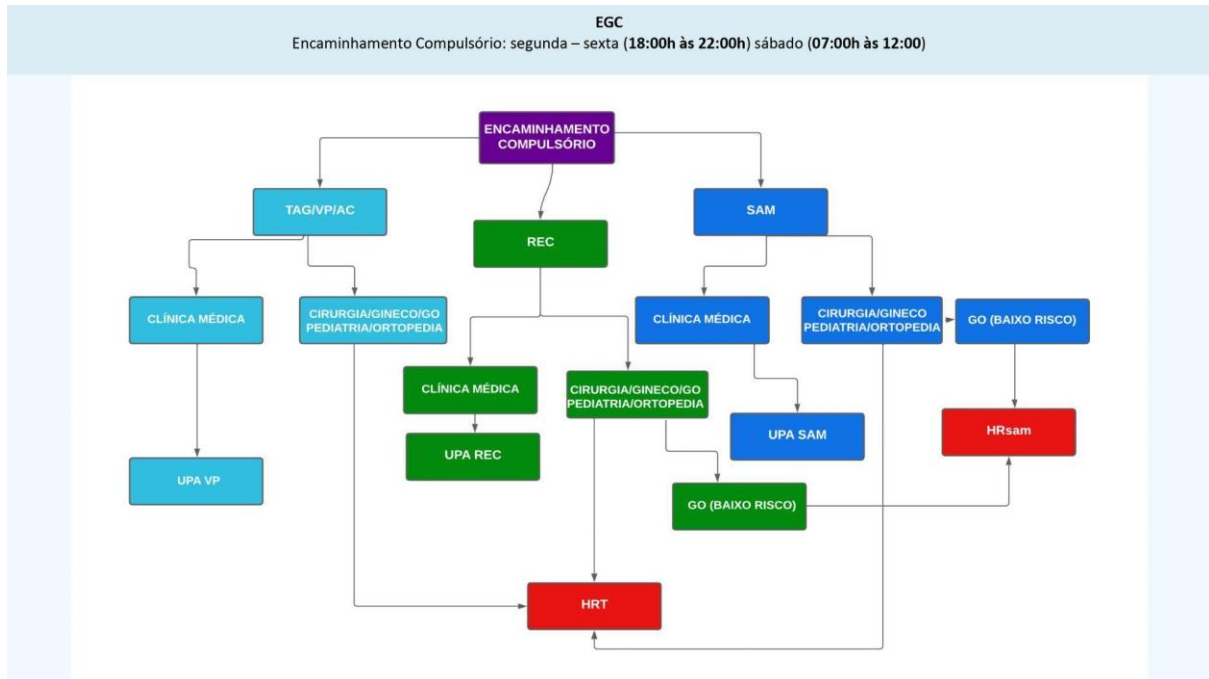 EGC
Encaminhamento Compulsório: segunda – sexta (18:00h às 22:00h) sábado (07:00h às 12:00)
ENCAMINHAMENTO
COMPULSÓRIO
TAG/VP/AC
REC
SAM
CLÍNICA MÉDICA
CIRURGIA/GINECO/GO
PEDIATRIA/ORTOPEDIA
CLÍNICA MÉDICA
CIRURGIA/GINECO
PEDIATRIA/ORTOPEDIA
GO (BAIXO RISCO)
CLÍNICA MÉDICA
CIRURGIA/GINECO/GO
PEDIATRIA/ORTOPEDIA
UPA SAM
HRsam
UPA REC
UPA VP
GO (BAIXO RISCO)
HRT